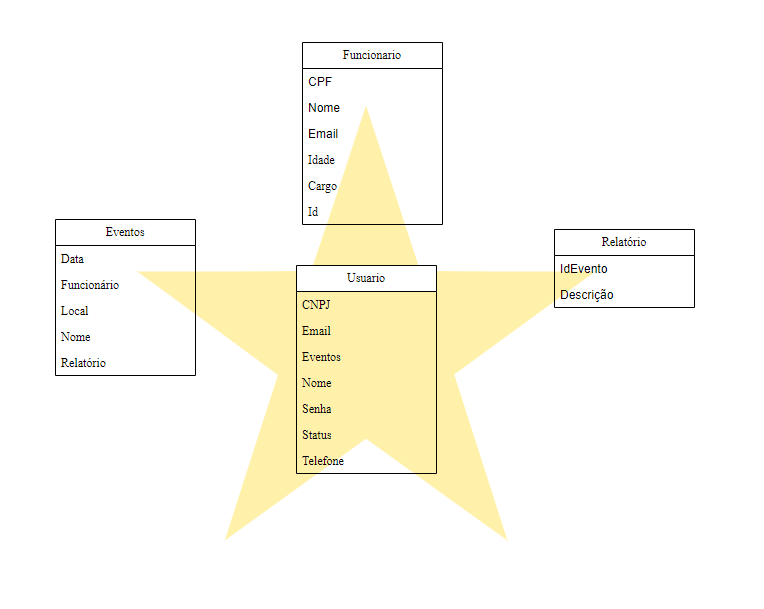 Funcionario
CPF
Nome
Email
Idade
Cargo
Id
Eventos
Data
Funcionário
Local
Nome
Relatório
Usuario
CNPJ
Email
Eventos
Nome
Senha
Status
Telefone
Relatório
IdEvento
Descrição